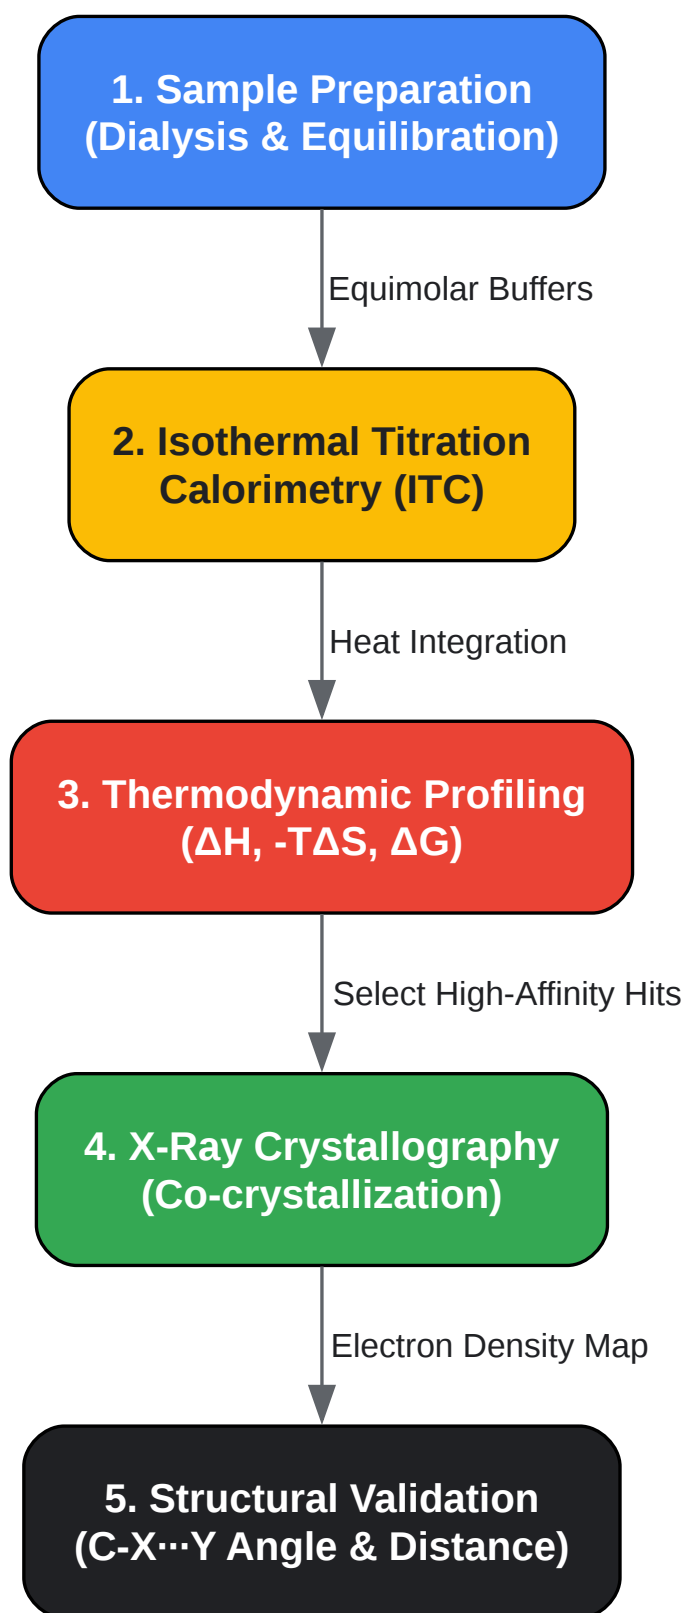 1. Sample Preparation
(Dialysis & Equilibration)
Equimolar Buffers
2. Isothermal Titration
Calorimetry (ITC)
Heat Integration
3. Thermodynamic Profiling
(ΔH, -TΔS, ΔG)
Select High-Affinity Hits
4. X-Ray Crystallography
(Co-crystallization)
Electron Density Map
5. Structural Validation
(C-X···Y Angle & Distance)